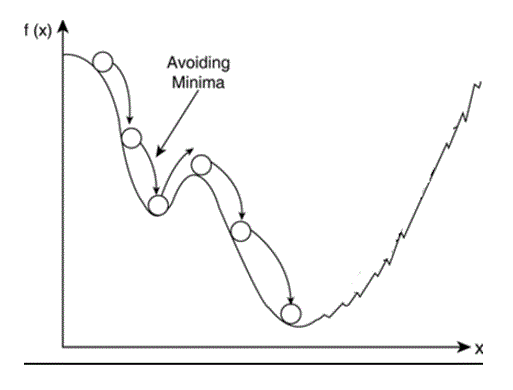 f (x)
Avoiding
Minima
x